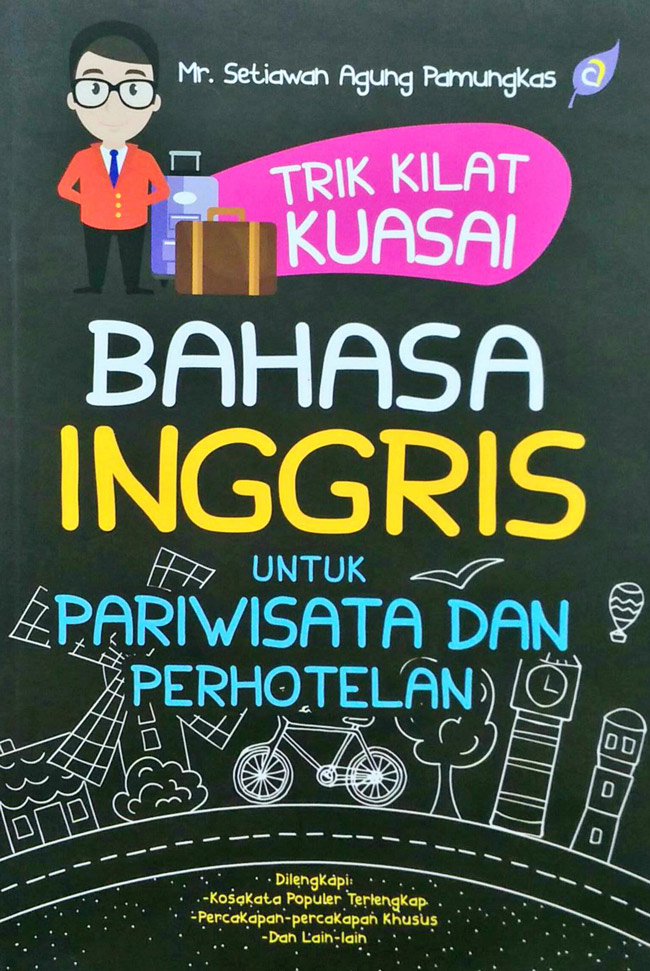 Mr. Setiawan Agung Pamungkas
TRIK KILAT
KUASAI
BAHASA
INGGRIS
UNTUK
PARIWISATA DAN
PERHOTELAN
Dilengkapi:
-Kosakata Populer Terlengkap
-Percakapan-percakapan Khusus
-Dan Lain-lain